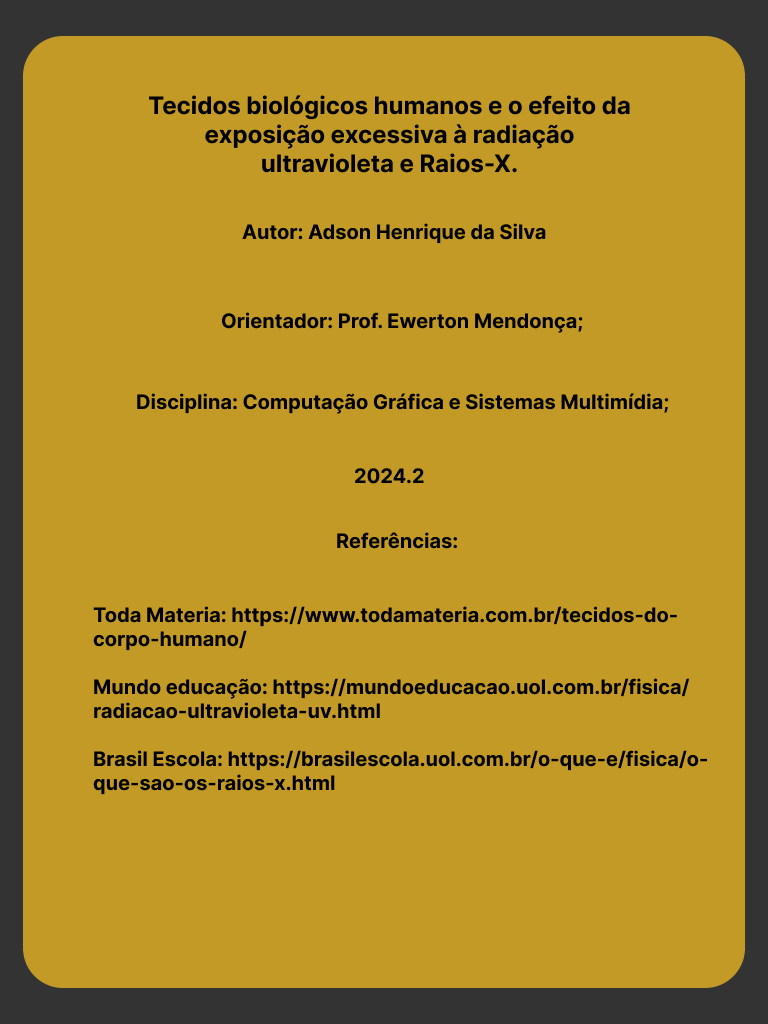 Tecidos biológicos humanos e o efeito da
exposição excessiva à radiação
ultravioleta e Raios-X.
Autor: Adson Henrique da Silva
Orientador: Prof. Ewerton Mendonça;
Disciplina: Computação Gráfica e Sistemas Multimídia;
2024.2
Referências:
Toda Materia: https://www.todamateria.com.br/tecidos-do-
corpo-humano/
Mundo educação: https://mundoeducacao.uol.com.br/fisica/
radiacao-ultravioleta-uv.html
Brasil Escola: https://brasilescola.uol.com.br/o-que-e/fisica/o-
que-sao-os-raios-x.html